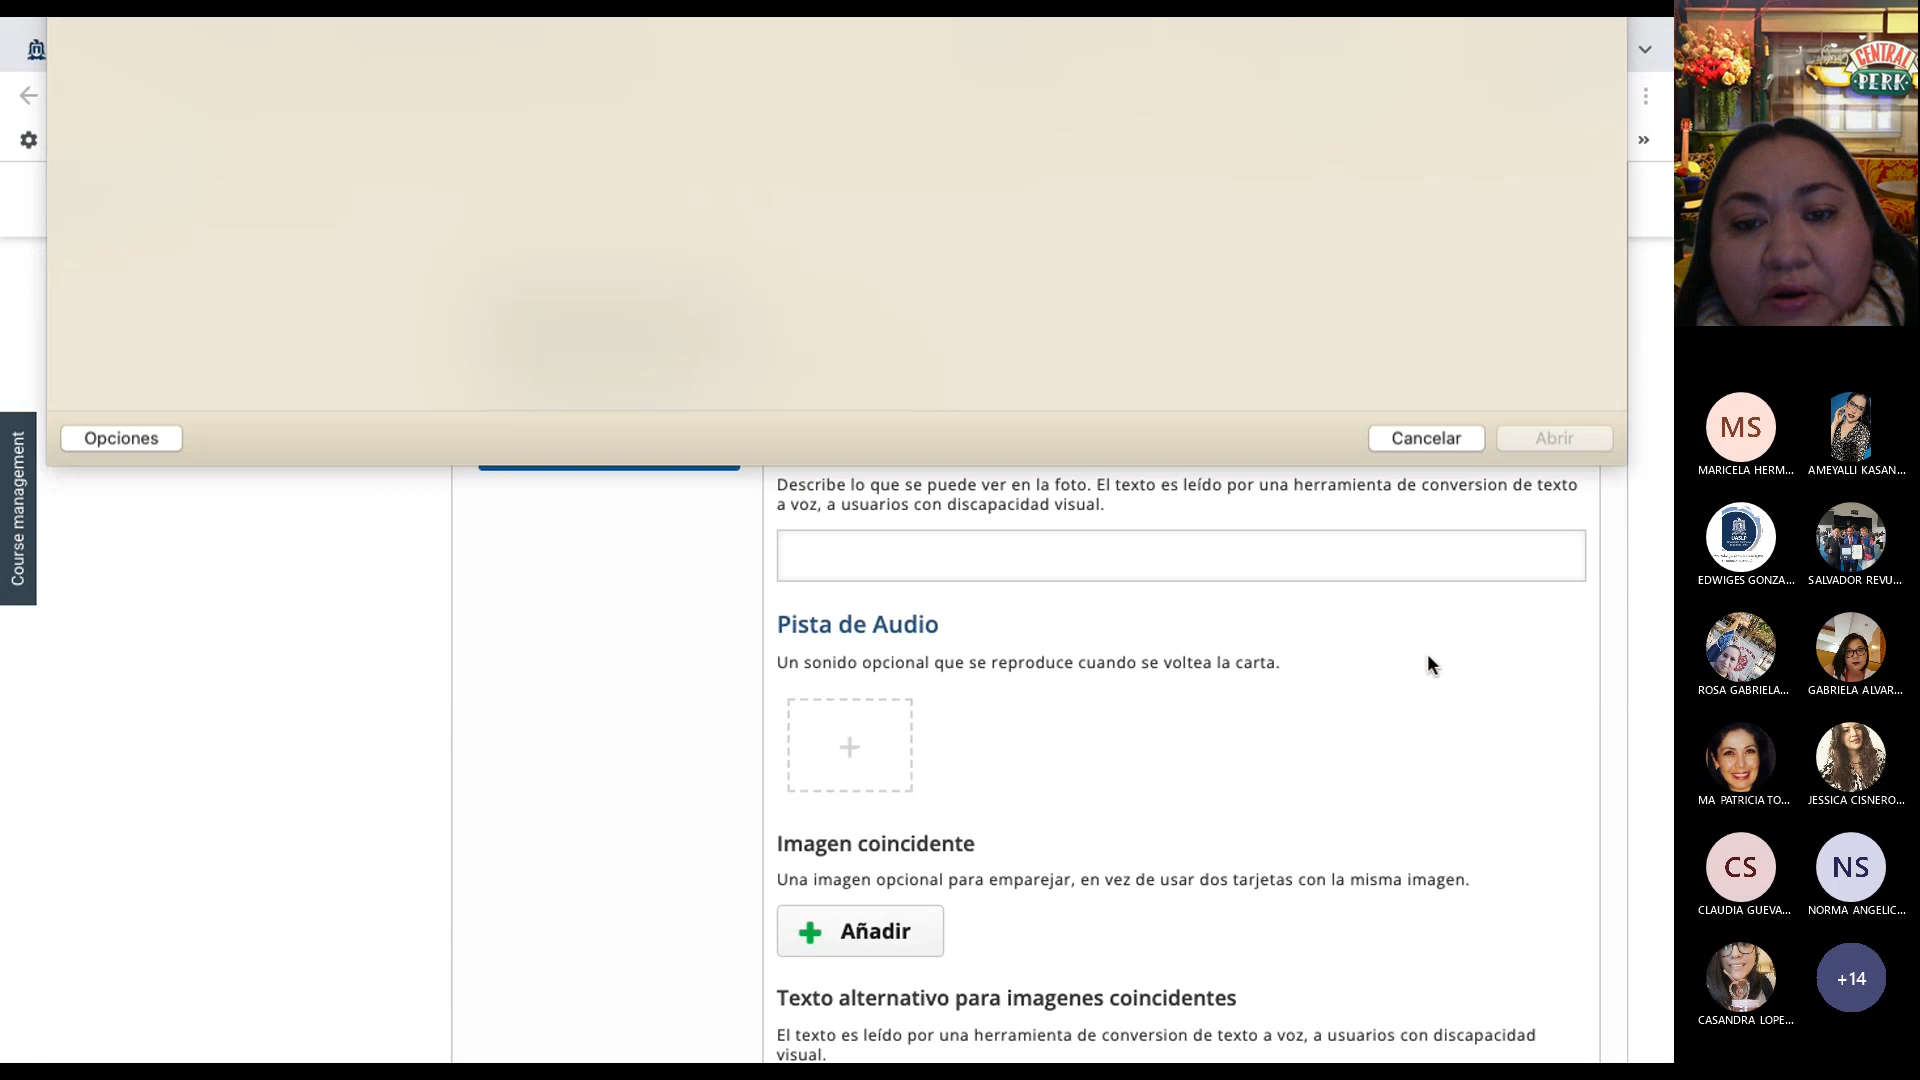 CENTRAL
PERK
»
Opciones
Cancelar
Abrir
Course management
Describe lo que se puede ver en la foto. El texto es leído por una herramienta de conversion de texto
a voz, a usuarios con discapacidad visual.
Pista de Audio
Un sonido opcional que se reproduce cuando se voltea la carta.
+
Imagen coincidente
Una imagen opcional para emparejar, en vez de usar dos tarjetas con la misma imagen.
Añadir
Texto alternativo para imagenes coincidentes
El texto es leído por una herramienta de conversion de texto a voz, a usuarios con discapacidad
visual.
MS
MARICELA HERM...
AMEYALLI KASAN...
UASLP
EDWIGES GONZA...
SALVADOR REVU...
ROSA GABRIELA...
GABRIELA ALVAR...
MA PATRICIA TO...
JESSICA CISNERO...
CS
CLAUDIA GUEVA...
NS
NORMA ANGELIC...
CASANDRA LOPE...
+14